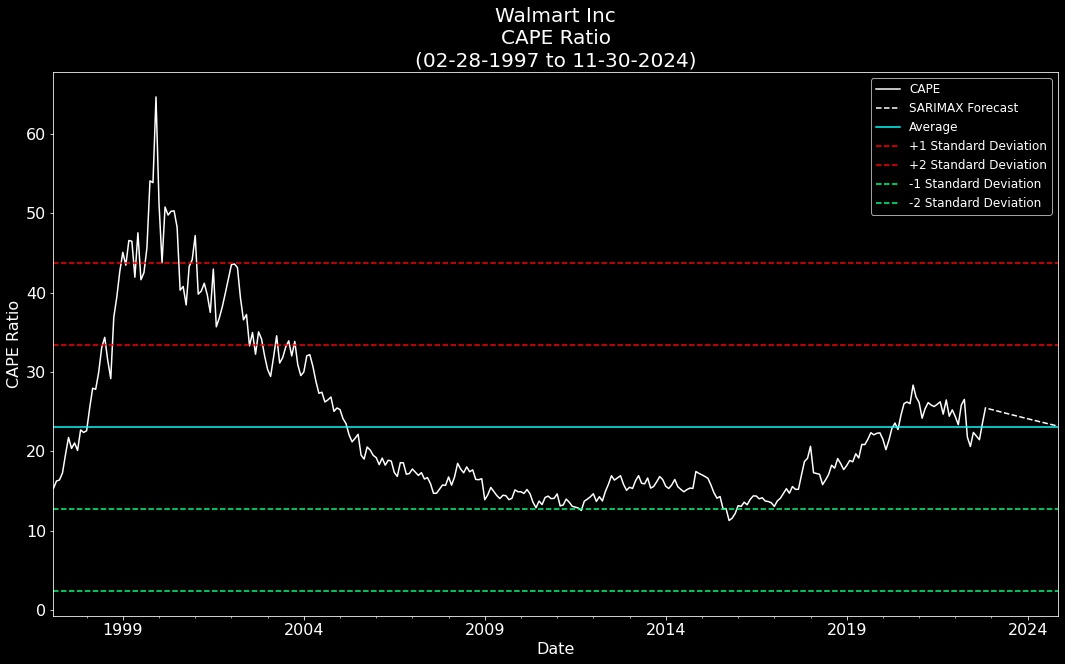 Walmart Inc
CAPE Ratio
(02-28-1997 to 11-30-2024)
CAPE
SARIMAX Forecast
Average
+1 Standard Deviation
+2 Standard Deviation
-1 Standard Deviation
-2 Standard Deviation
CAPE Ratio
60
50
40
30
20
10
0
1999
2004
2009
2014
2019
2024
Date